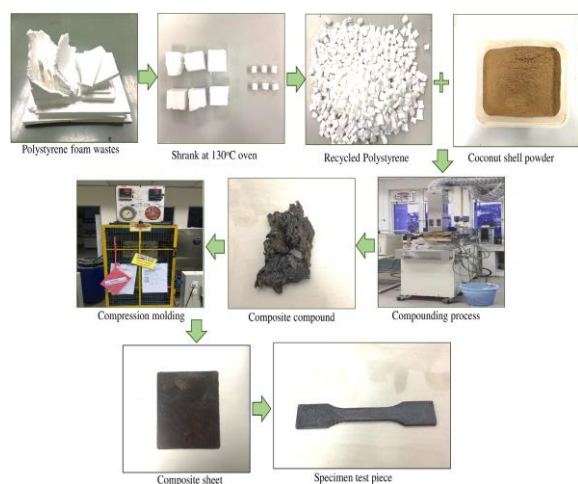 Polystyrene foam wastes
Shrank at 130°C oven
Recycled Polystyrene
Coconut shell powder
Compression molding
Composite compound
Compounding process
Composite sheet
Specimen test piece